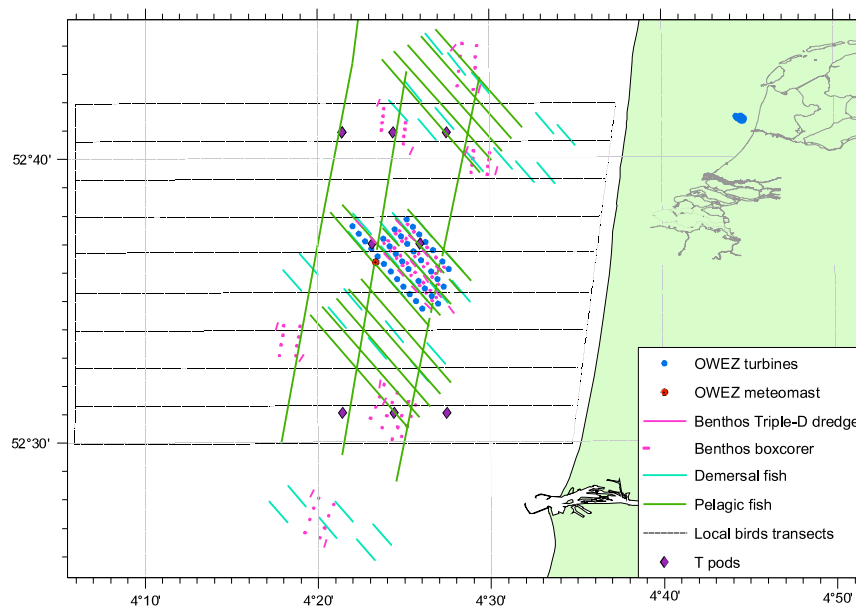 52°40'
52°30'
OWEZ turbines
OWEZ meteomast
Benthos Triple-D dredge
Benthos boxcorer
Demersal fish
Pelagic fish
Local birds transects
T pods
4°10' 4°20' 4°30' 4°40' 4°50'